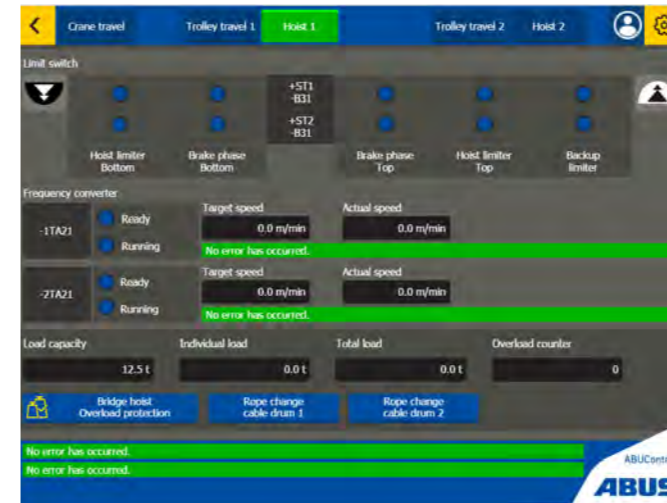 Crane travel
Trolley travel 1
Hoist 1
Trolley travel 2
Hoist 2
Limit switch
+ST1
-B31
+ST2
-B31
Hoist limiter
Bottom
Brake phase
Bottom
Brake phase
Top
Hoist limiter
Top
Backup
limiter
Frequency converter
-1TA21
Ready
Running
Target speed
0.0 m/min
Actual speed
0.0 m/min
No error has occurred.
-2TA21
Ready
Running
Target speed
0.0 m/min
Actual speed
0.0 m/min
No error has occurred.
Load capacity
12.5 t
Individual load
0.0 t
Total load
0.0 t
Overload counter
0
Bridge hoist
Overload protection
Rope change
cable drum 1
Rope change
cable drum 2
No error has occurred.
No error has occurred.
ABUS